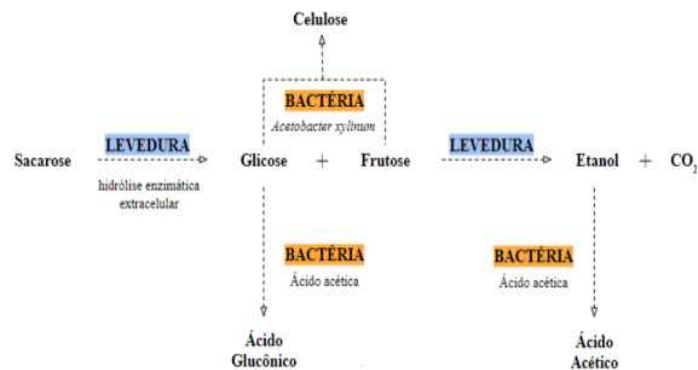 Celulose
BACTÉRIA
Acetobacter xylinum
LEVEDURA
LEVEDURA
Sacarose
Glicose + Frutose
Etanol + CO₂
hidrólise enzimática
extracelular
BACTÉRIA
Ácido acética
BACTÉRIA
Ácido acética
Ácido
Glucônico
Ácido
Acético